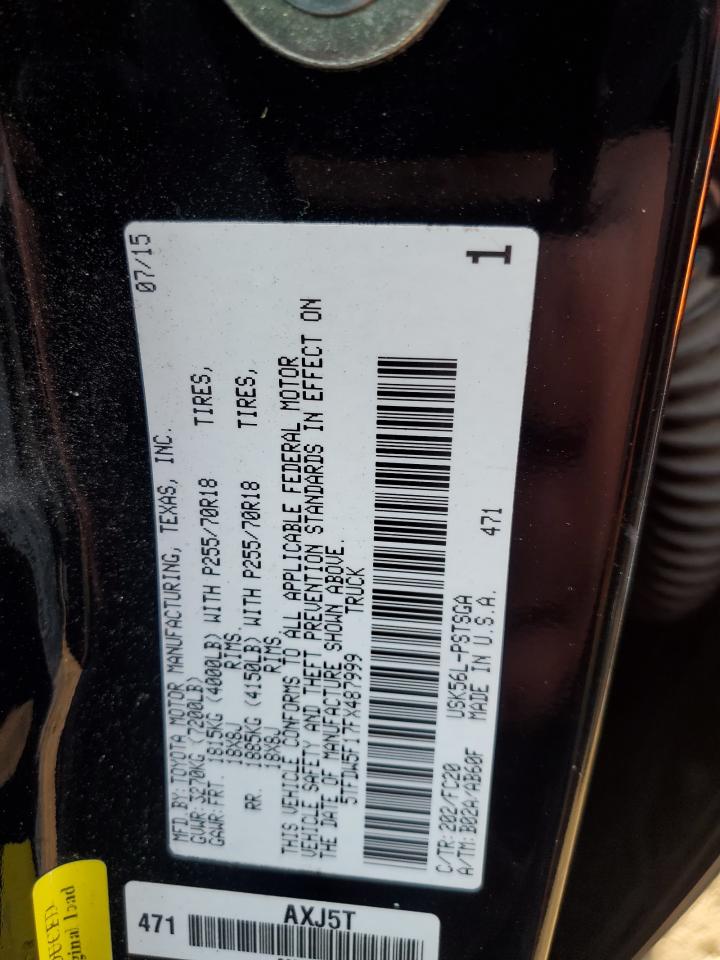 07/15
MFD.BY:TOYOTA MOTOR MANUFACTURING, TEXAS, INC.
GVWR:3270KG (7200LB)
GAWR:FRT. 1815KG (4000LB) WITH P255/70R18 TIRES,
18X8J RIMS.
RR. 1885KG (4150LB) WITH P255/70R18 TIRES,
18X8J RIMS.
THIS VEHICLE CONFORMS TO ALL APPLICABLE FEDERAL MOTOR
VEHICLE SAFETY AND THEFT PREVENTION STANDARDS IN EFFECT ON
THE DATE OF MANUFACTURE SHOWN ABOVE.
5TFDW5F17FX487999 TRUCK
C/TR:202/FC20 USK56L-PSTSGA 471
A/TM:B02A/AB60F MADE IN U.S.A. 1
AXJ5T
471